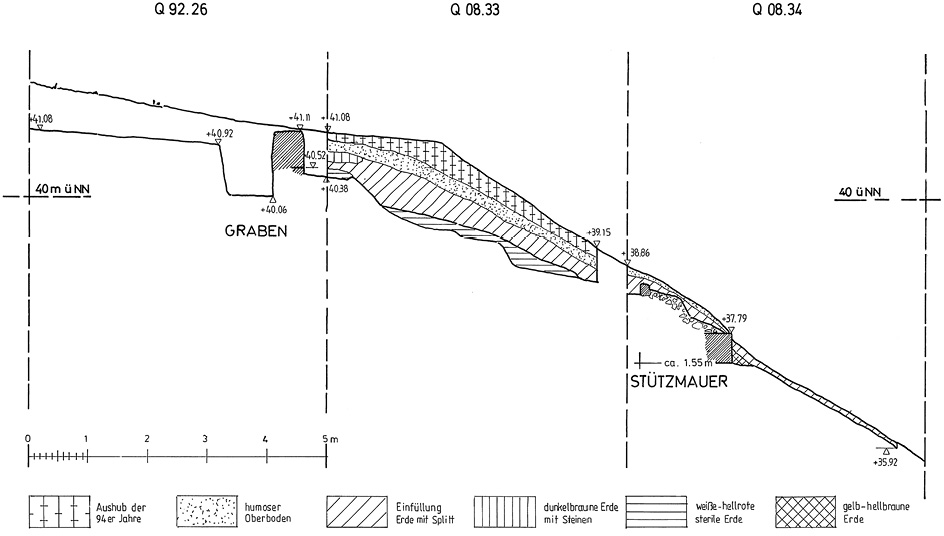 Q 92.26
Q 08.33
Q 08.34
+41.08
+40.92
+41.11
+41.08
40.52
+40.38
+40.06
40 m ü NN
40 ü NN
GRABEN
+39.15
+ 38.86
+37.79
ca. 1.55 m
STÜTZMAUER
+35.92
0 1 2 3 4 5 m
Aushub der
94er Jahre
humoser
Oberboden
Einfüllung
Erde mit Splitt
dunkelbraune Erde
mit Steinen
weiße-hellrote
sterile Erde
gelb-hellbraune
Erde